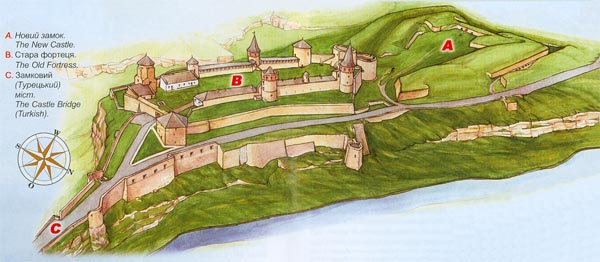 A. Новий замок.
The New Castle.
B. Стара фортеця.
The Old Fortress.
C. Замковий
(Турецький)
міст.
The Castle Bridge
(Turkish).
A
B
W
S
N
O
C